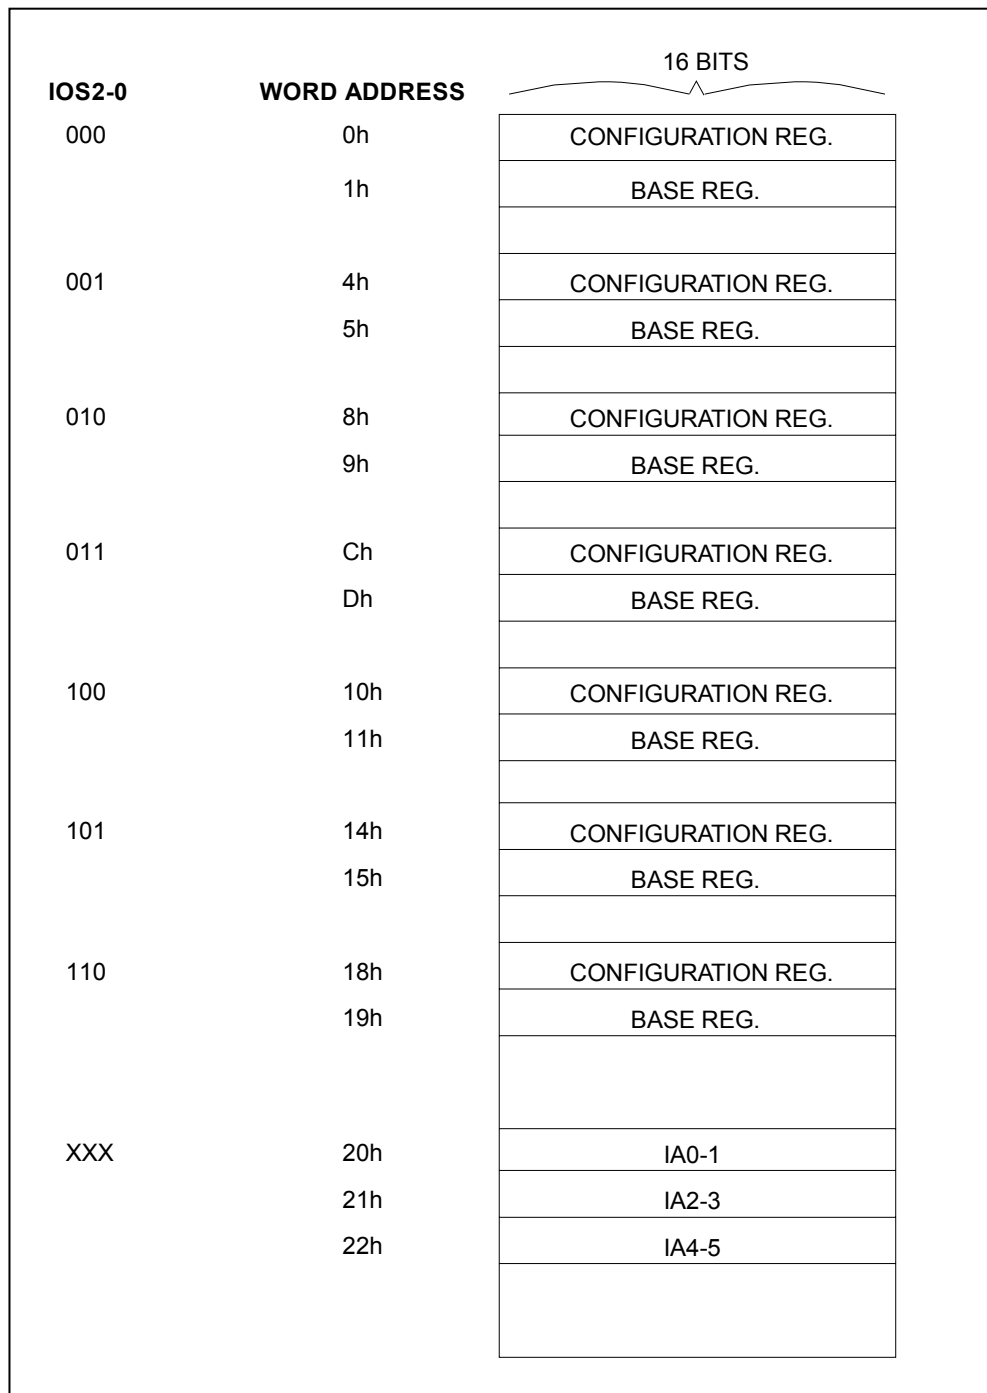 16 BITS
IOS2-0 WORD ADDRESS
000 0h CONFIGURATION REG.
1h BASE REG.
001 4h CONFIGURATION REG.
5h BASE REG.
010 8h CONFIGURATION REG.
9h BASE REG.
011 Ch CONFIGURATION REG.
Dh BASE REG.
100 10h CONFIGURATION REG.
11h BASE REG.
101 14h CONFIGURATION REG.
15h BASE REG.
110 18h CONFIGURATION REG.
19h BASE REG.
XXX 20h IA0-1
21h IA2-3
22h IA4-5